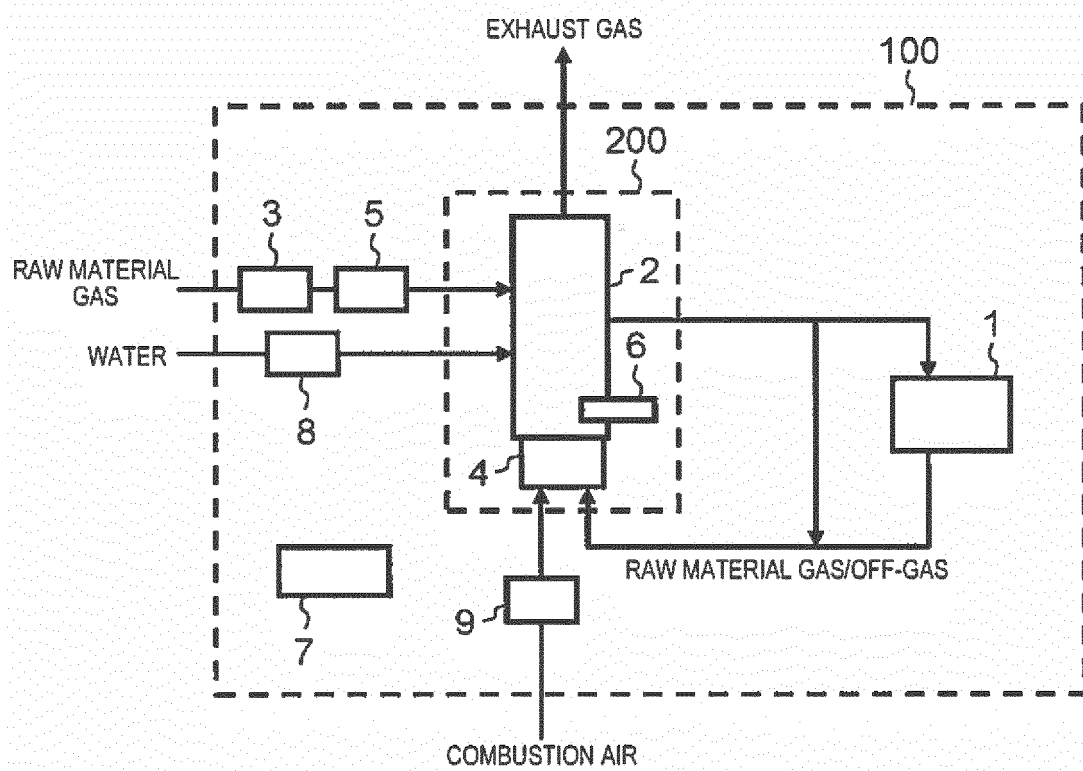 EXHAUST GAS
100
200
3
5
RAW MATERIAL
GAS
2
1
WATER
6
8
4
RAW MATERIAL GAS/OFF-GAS
9
7
COMBUSTION AIR